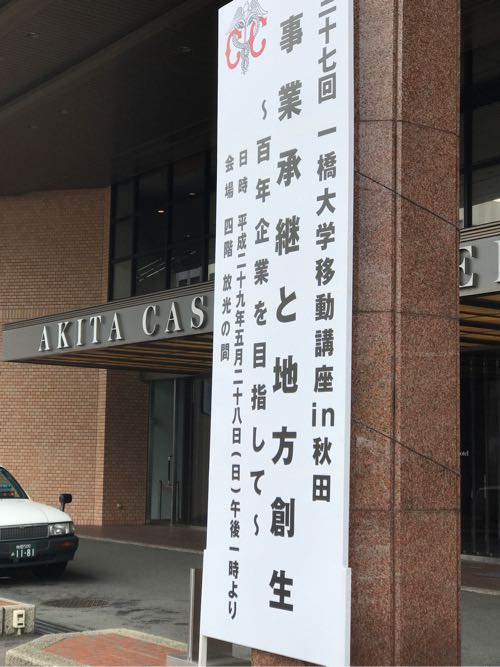 二十七回 一橋大学移動講座in秋田
事業承継と地方創生
～百年企業を目指して～
日時 平成二十九年五月二十八日(日)午後一時より
会場 四階 放光の間
AKITA CAS
11-81